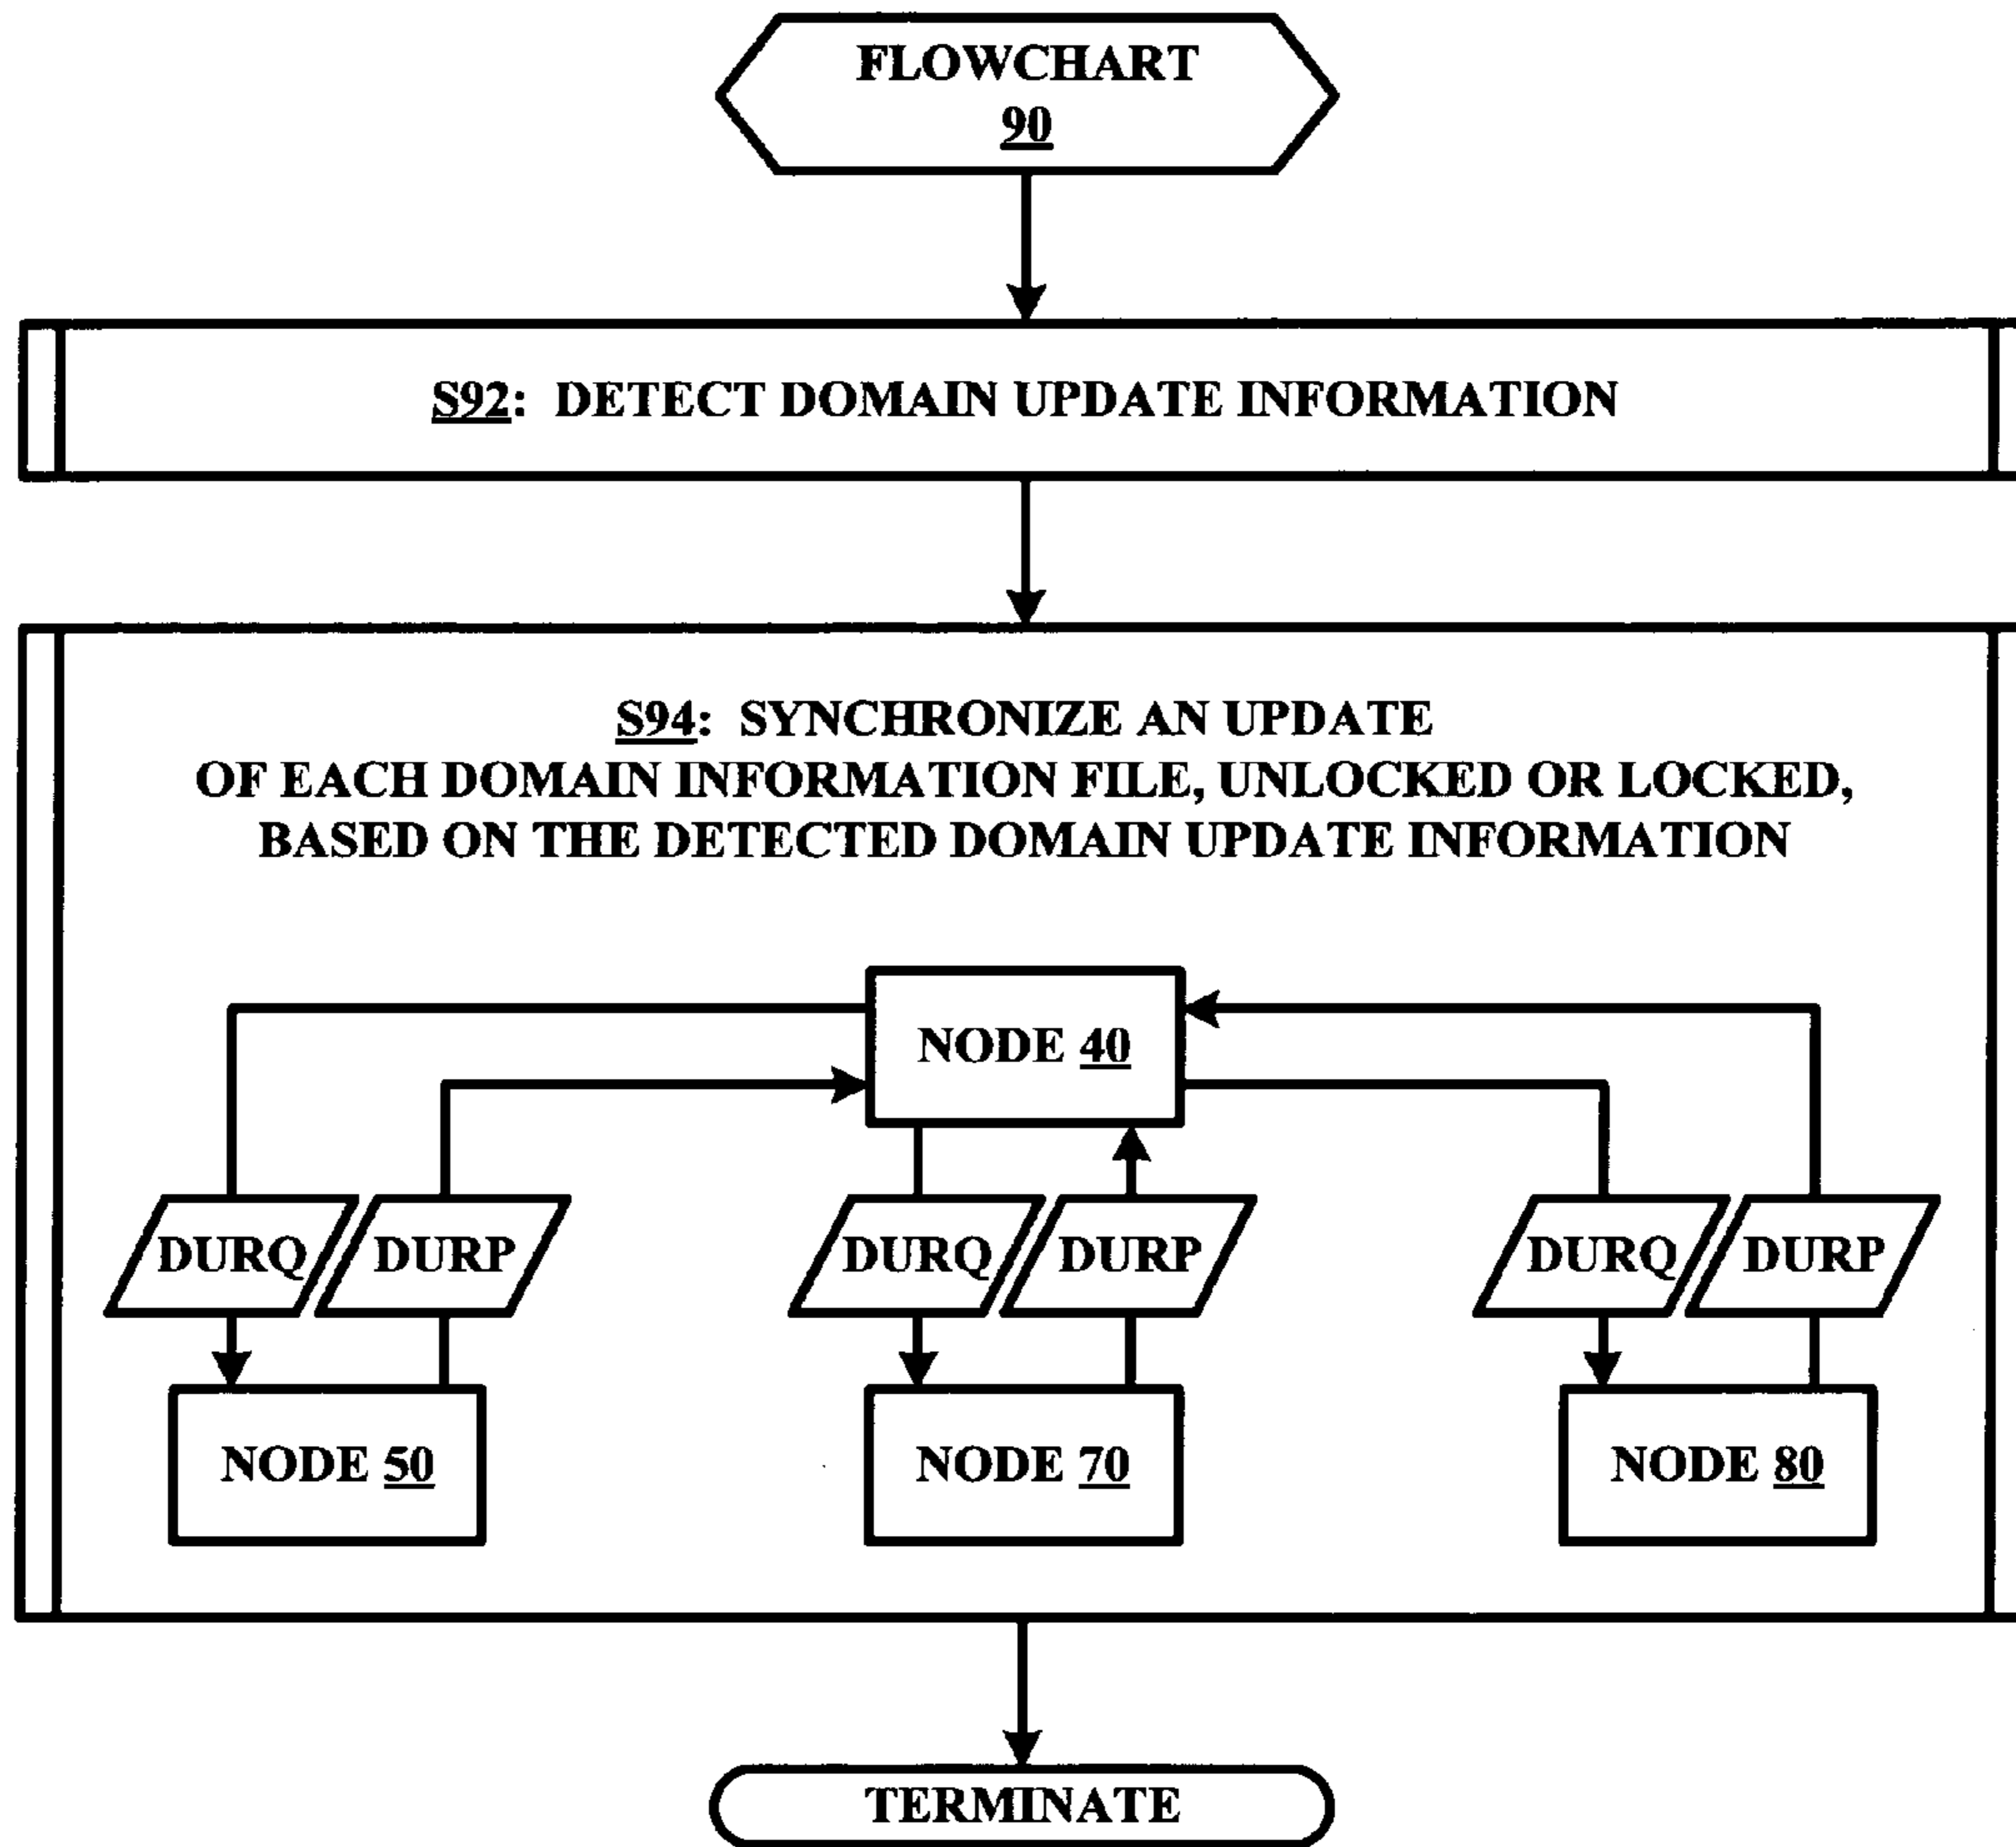 FLOWCHART
90
S92: DETECT DOMAIN UPDATE INFORMATION
S94: SYNCHRONIZE AN UPDATE
OF EACH DOMAIN INFORMATION FILE, UNLOCKED OR LOCKED,
BASED ON THE DETECTED DOMAIN UPDATE INFORMATION
NODE 40
DURQ DURP DURQ DURP DURQ DURP
NODE 50 NODE 70 NODE 80
TERMINATE